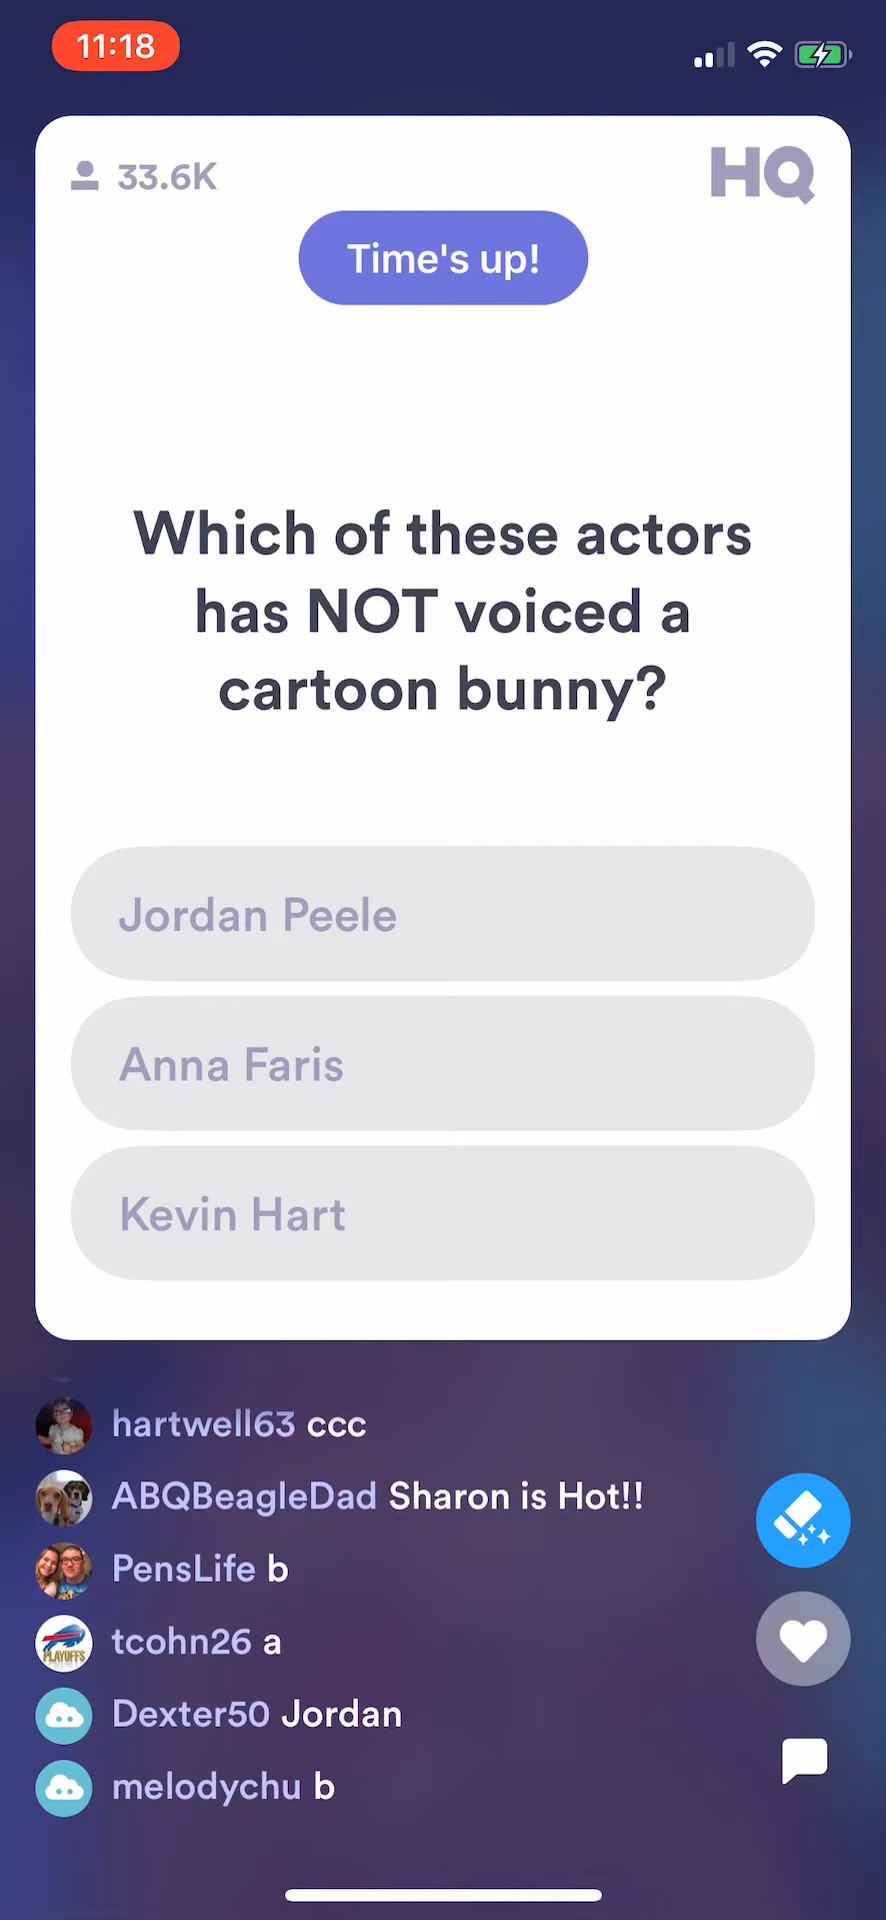 11:18
33.6K
HQ
Time's up!
Which of these actors
has NOT voiced a
cartoon bunny?
Jordan Peele
Anna Faris
Kevin Hart
hartwell63 ccc
ABQBeagleDad Sharon is Hot!!
PensLife b
tcohn26 a
PLAYOFFS
Dexter50 Jordan
melodychu b